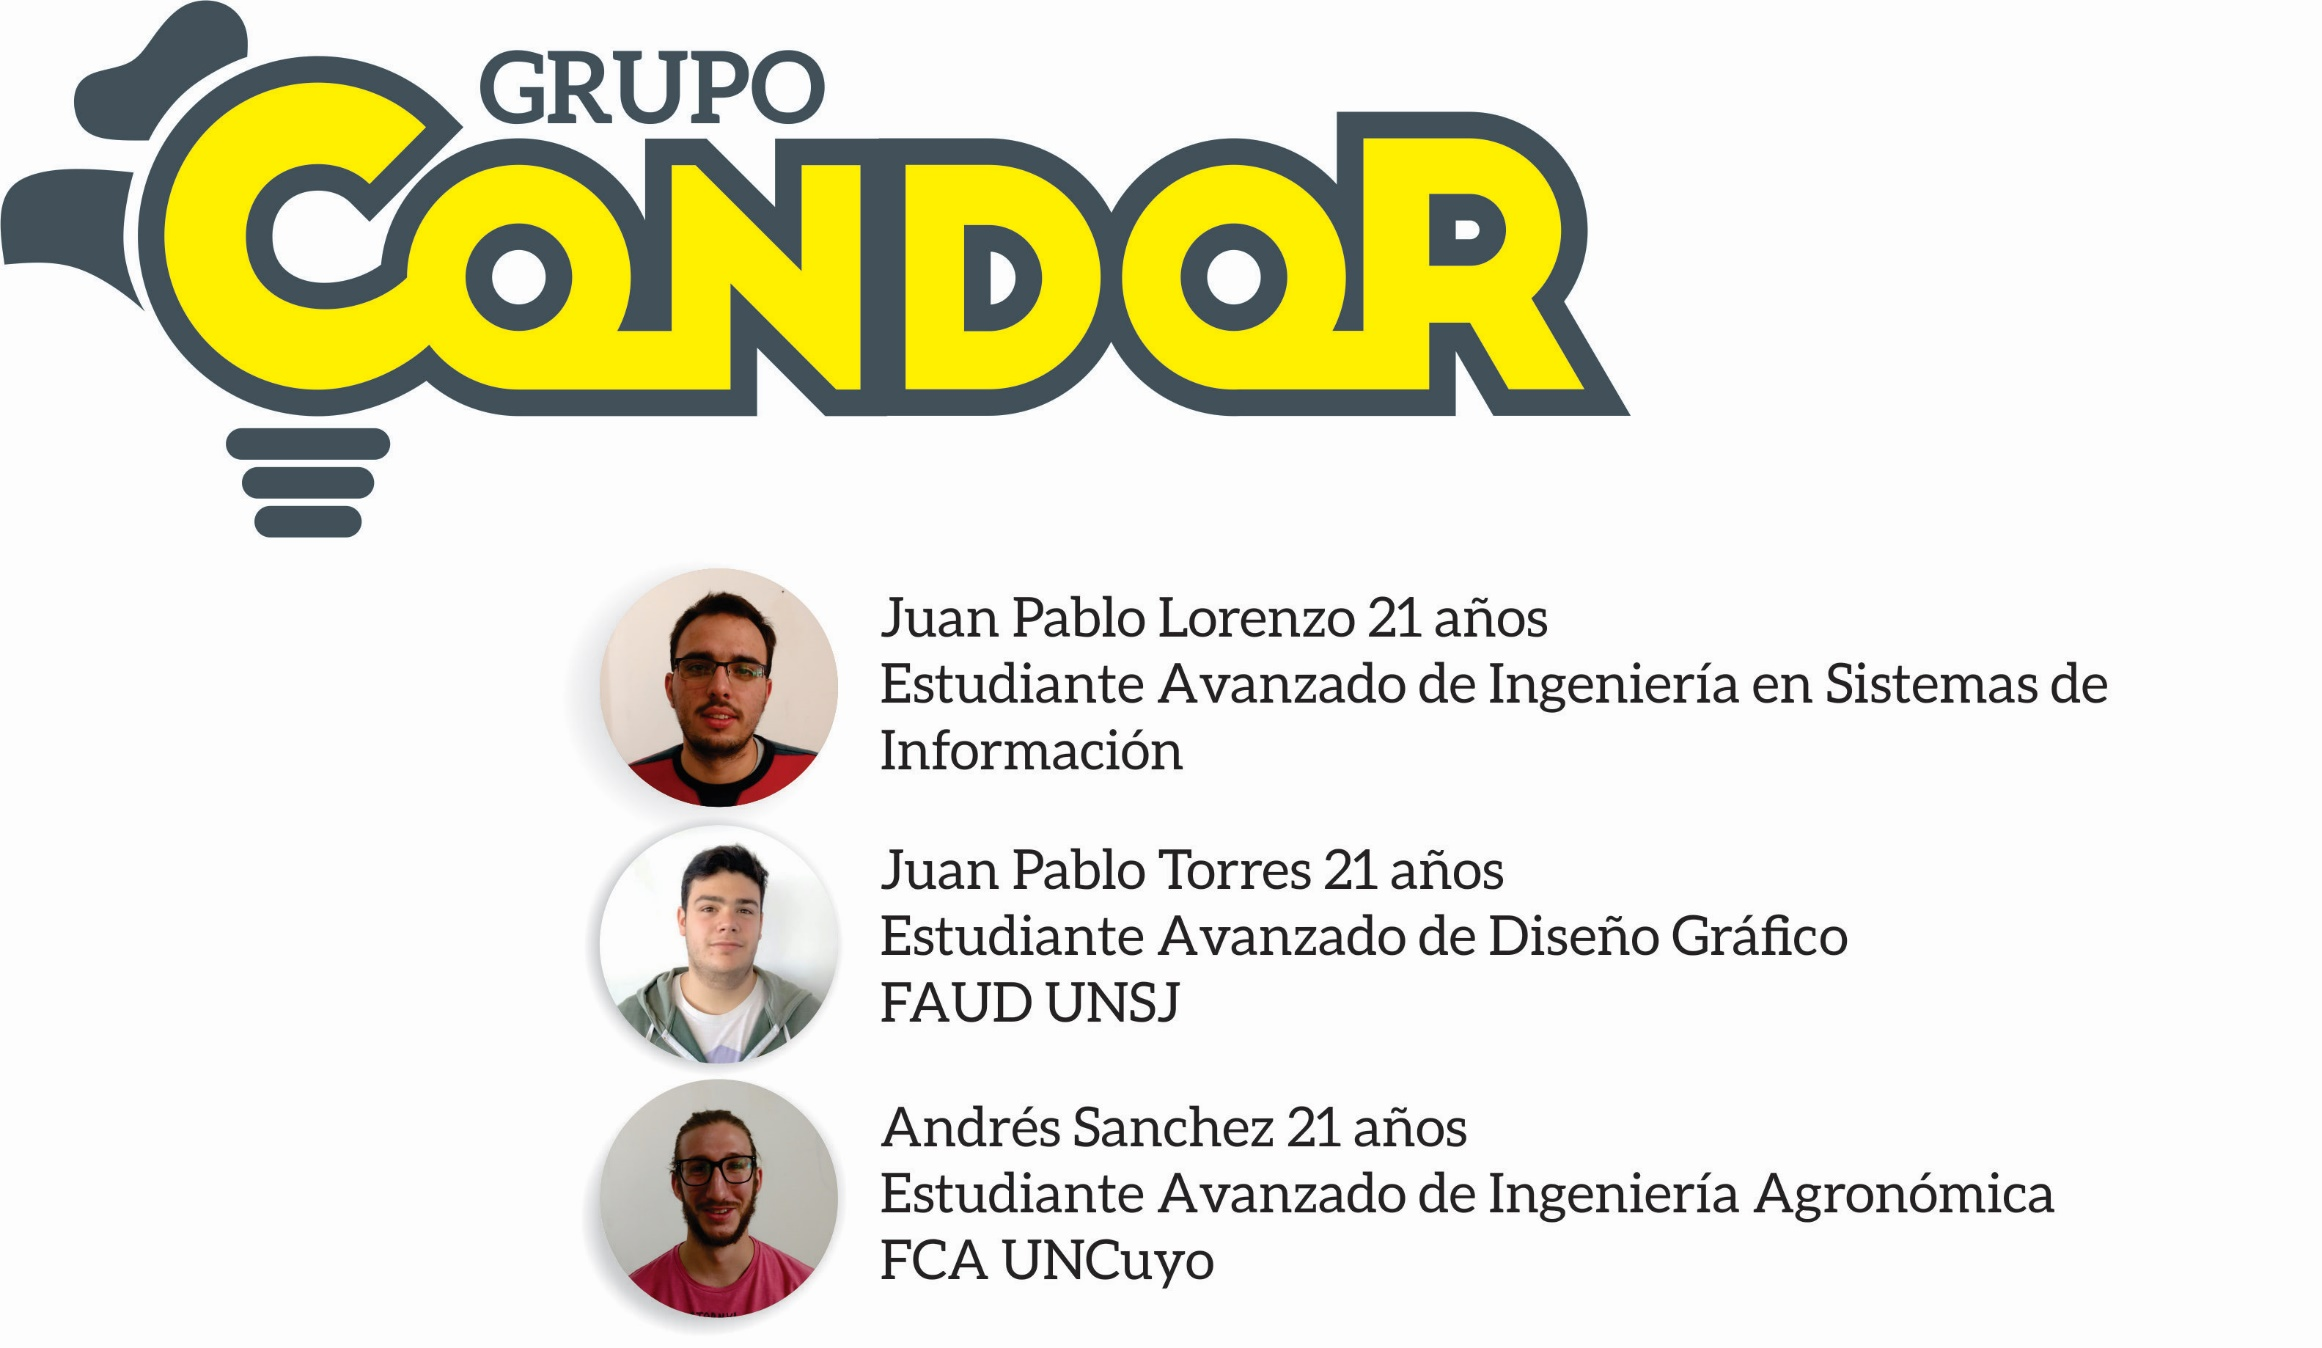 GRUPO
CONDOR
Juan Pablo Lorenzo 21 años
Estudiante Avanzado de Ingeniería en Sistemas de
Información
Juan Pablo Torres 21 años
Estudiante Avanzado de Diseño Gráfico
FAUD UNSJ
Andrés Sanchez 21 años
Estudiante Avanzado de Ingeniería Agronómica
FCA UNCuyo